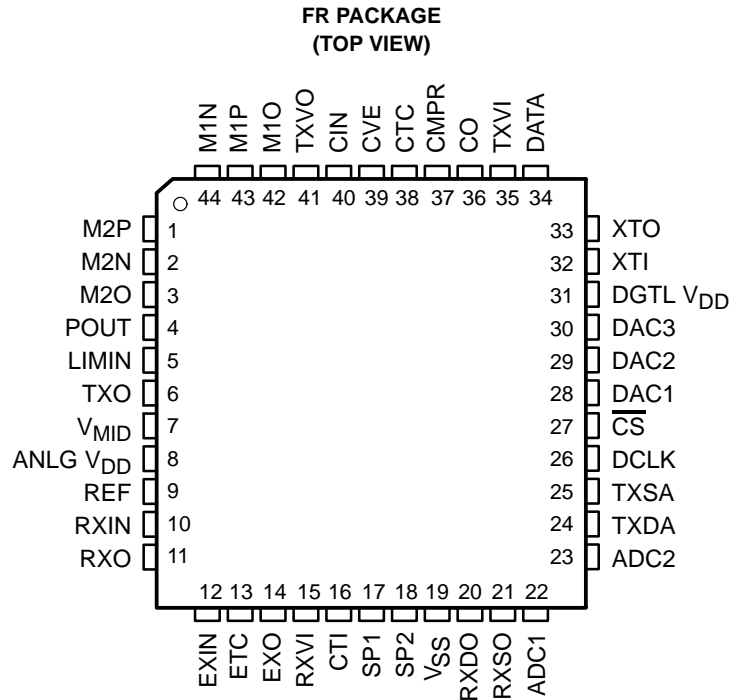 FR PACKAGE
(TOP VIEW)
M1N
M1P
M1O
TXVO
CIN
CVE
CTC
CMPR
CO
TXVI
DATA
44 43 42 41 40 39 38 37 36 35 34
M2P 1
M2N 2
M2O 3
POUT 4
LIMIN 5
TXO 6
VMID 7
ANLG VDD 8
REF 9
RXIN 10
RXO 11
33 XTO
32 XTI
31 DGTL VDD
30 DAC3
29 DAC2
28 DAC1
27 CS
26 DCLK
25 TXSA
24 TXDA
23 ADC2
12 13 14 15 16 17 18 19 20 21 22
EXIN
ETC
EXO
RXVI
CTI
SP1
SP2
VSS
RXDO
RXSO
ADC1